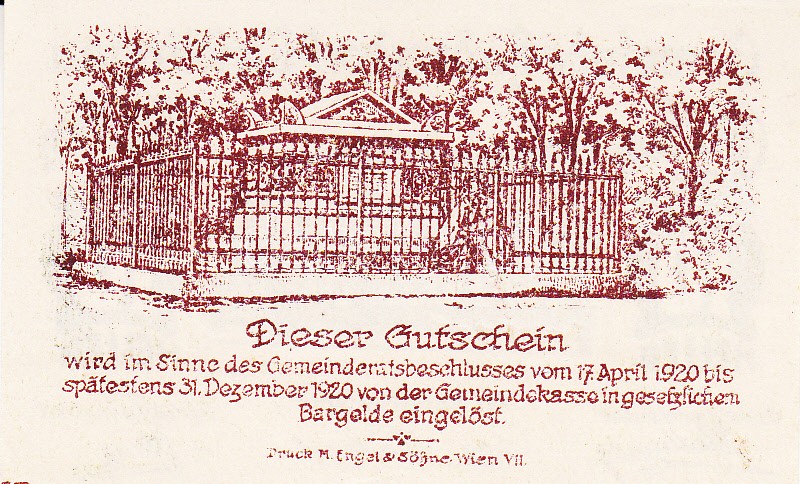 Dieser Gutschein
wird im Sinne des Gemeinderatsbeschlusses vom 17 April 1920 bis
spätestens 31. Dezember 1920 von der Gemeindekasse in gesetzlichem
Bargelde eingelöst.
Druck M. Engel & Söhne Wien VII.